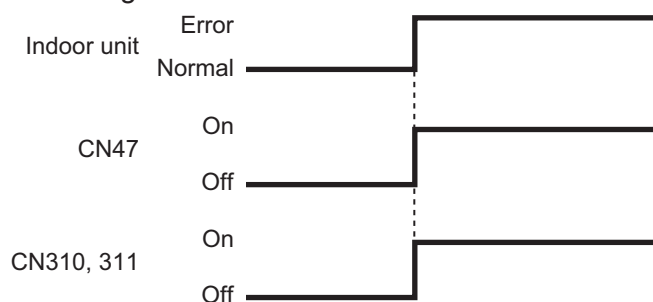 Indoor unit
Error
Normal
CN47
On
Off
CN310, 311
On
Off